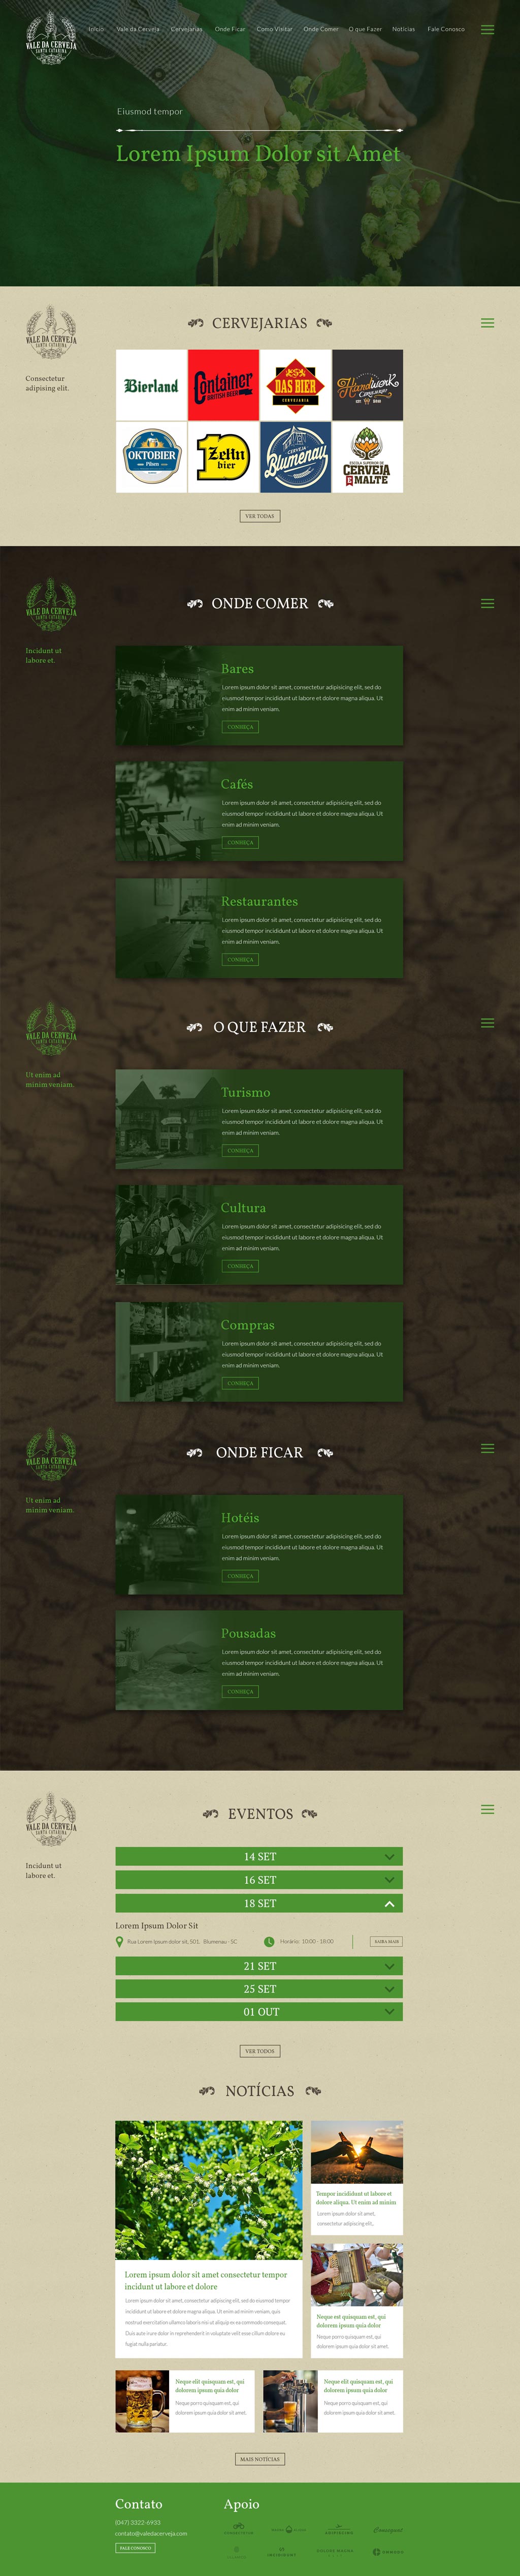 VALE DA CERVEJA
SANTA CATARINA
Início Vale da Cerveja Cervejarias Onde Ficar Como Visitar Onde Comer O que Fazer Notícias Fale Conosco
Eiusmod tempor
Lorem Ipsum Dolor sit Amet
VALE DA CERVEJA
SANTA CATARINA
Consectetur
adipising elit.
CERVEJARIAS
Bierland
Container
BRITISH BEER
DAS BIER
CERVEJARIA
Handwork
CERVEJARIA
OKTOBIER
Pilsen
Zehn
bier
CERVEJA
Blumenau
ESCOLA SUPERIOR DE
CERVEJA
E MALTE
VER TODAS
VALE DA CERVEJA
SANTA CATARINA
Incidunt ut
labore et.
ONDE COMER
Bares
Lorem ipsum dolor sit amet, consectetur adipisicing elit, sed do
eiusmod tempor incididunt ut labore et dolore magna aliqua. Ut
enim ad minim veniam.
CONHEÇA
Cafés
Lorem ipsum dolor sit amet, consectetur adipisicing elit, sed do
eiusmod tempor incididunt ut labore et dolore magna aliqua. Ut
enim ad minim veniam.
CONHEÇA
Restaurantes
Lorem ipsum dolor sit amet, consectetur adipisicing elit, sed do
eiusmod tempor incididunt ut labore et dolore magna aliqua. Ut
enim ad minim veniam.
CONHEÇA
VALE DA CERVEJA
SANTA CATARINA
Ut enim ad
minim veniam.
O QUE FAZER
Turismo
Lorem ipsum dolor sit amet, consectetur adipisicing elit, sed do
eiusmod tempor incididunt ut labore et dolore magna aliqua. Ut
enim ad minim veniam.
CONHEÇA
Cultura
Lorem ipsum dolor sit amet, consectetur adipisicing elit, sed do
eiusmod tempor incididunt ut labore et dolore magna aliqua. Ut
enim ad minim veniam.
CONHEÇA
Compras
Lorem ipsum dolor sit amet, consectetur adipisicing elit, sed do
eiusmod tempor incididunt ut labore et dolore magna aliqua. Ut
enim ad minim veniam.
CONHEÇA
VALE DA CERVEJA
SANTA CATARINA
Ut enim ad
minim veniam.
ONDE FICAR
Hotéis
Lorem ipsum dolor sit amet, consectetur adipisicing elit, sed do
eiusmod tempor incididunt ut labore et dolore magna aliqua. Ut
enim ad minim veniam.
CONHEÇA
Pousadas
Lorem ipsum dolor sit amet, consectetur adipisicing elit, sed do
eiusmod tempor incididunt ut labore et dolore magna aliqua. Ut
enim ad minim veniam.
CONHEÇA
VALE DA CERVEJA
SANTA CATARINA
Incidunt ut
labore et.
EVENTOS
14 SET
16 SET
18 SET
Lorem Ipsum Dolor Sit
Rua Lorem Ipsum dolor sit, 501, Blumenau - SC
Horário: 10:00 - 18:00
SAIBA MAIS
21 SET
25 SET
01 OUT
VER TODOS
NOTÍCIAS
Lorem ipsum dolor sit amet consectetur tempor
incidunt ut labore et dolore
Lorem ipsum dolor sit amet, consectetur adipisicing elit, sed do eiusmod tempor
incididunt ut labore et dolore magna aliqua. Ut enim ad minim veniam, quis
nostrud exercitation ullamco laboris nisi ut aliquip ex ea commodo consequat.
Duis aute irure dolor in reprehenderit in voluptate velit esse cillum dolore eu
fugiat nulla pariatur.
Tempor incididunt ut labore et
dolore aliqua. Ut enim ad minim
Lorem ipsum dolor sit amet,
consectetur adipiscing elit,.
Neque est quisquam est, qui
dolorem ipsum quia dolor
Neque porro quisquam est, qui
dolorem ipsum quia dolor sit amet.
Neque elit quisquam est, qui
dolorem ipsum quia dolor
Neque porro quisquam est, qui
dolorem ipsum quia dolor sit amet.
Neque elit quisquam est, qui
dolorem ipsum quia dolor
Neque porro quisquam est, qui
dolorem ipsum quia dolor sit amet.
MAIS NOTÍCIAS
Contato
(047) 3322-6933
contato@valedacerveja.com
FALE CONOSCO
Apoio